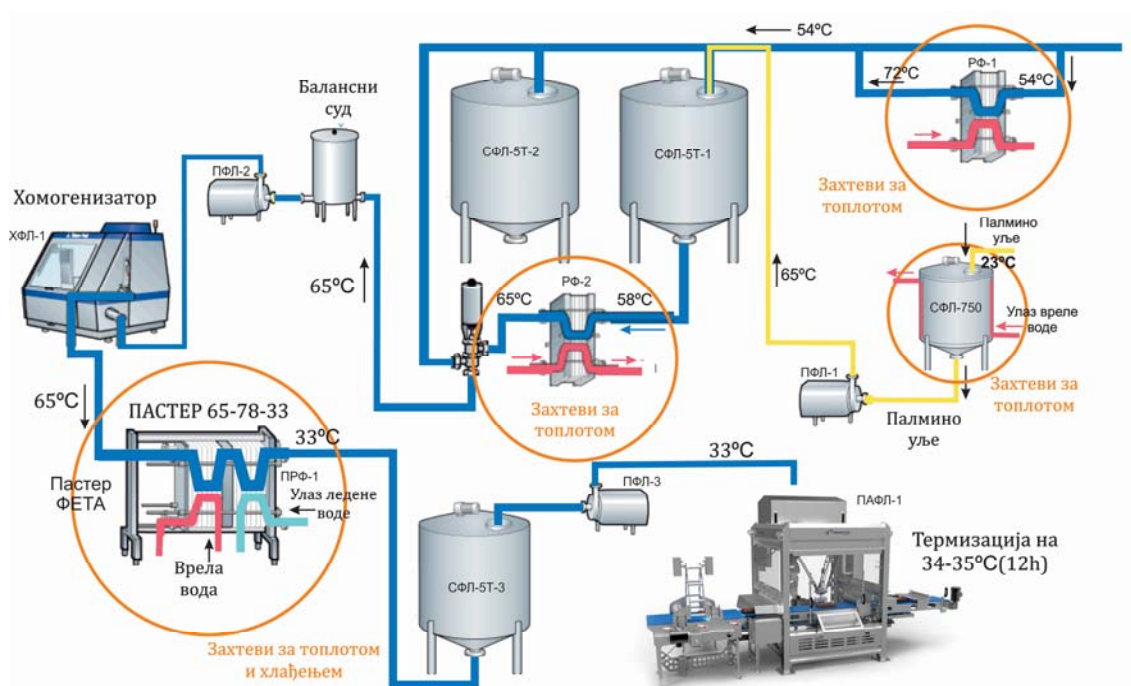 54ºC
РФ-1
72ºC
54ºC
Балансни
суд
СФЛ-5Т-2
СФЛ-5Т-1
ПФЛ-2
Захтеви за
топлотом
Хомогенизатор
ХФЛ-1
Палмино
уље
23ºC
65ºC
65ºC
РФ-2
65ºC
58ºC
СФЛ-750
Улаз вреле
воде
ПФЛ-1
Захтеви за
топлотом
Захтеви за
топлотом
Палмино
уље
65ºC
ПАСТЕР 65-78-33
33ºC
33ºC
Пастер
ФЕТА
ПРФ-1
Улаз ледене
воде
ПФЛ-3
ПАФЛ-1
Врела
вода
СФЛ-5Т-3
Термизација на
34-35ºC(12h)
Захтеви за топлотом
и хлађењем